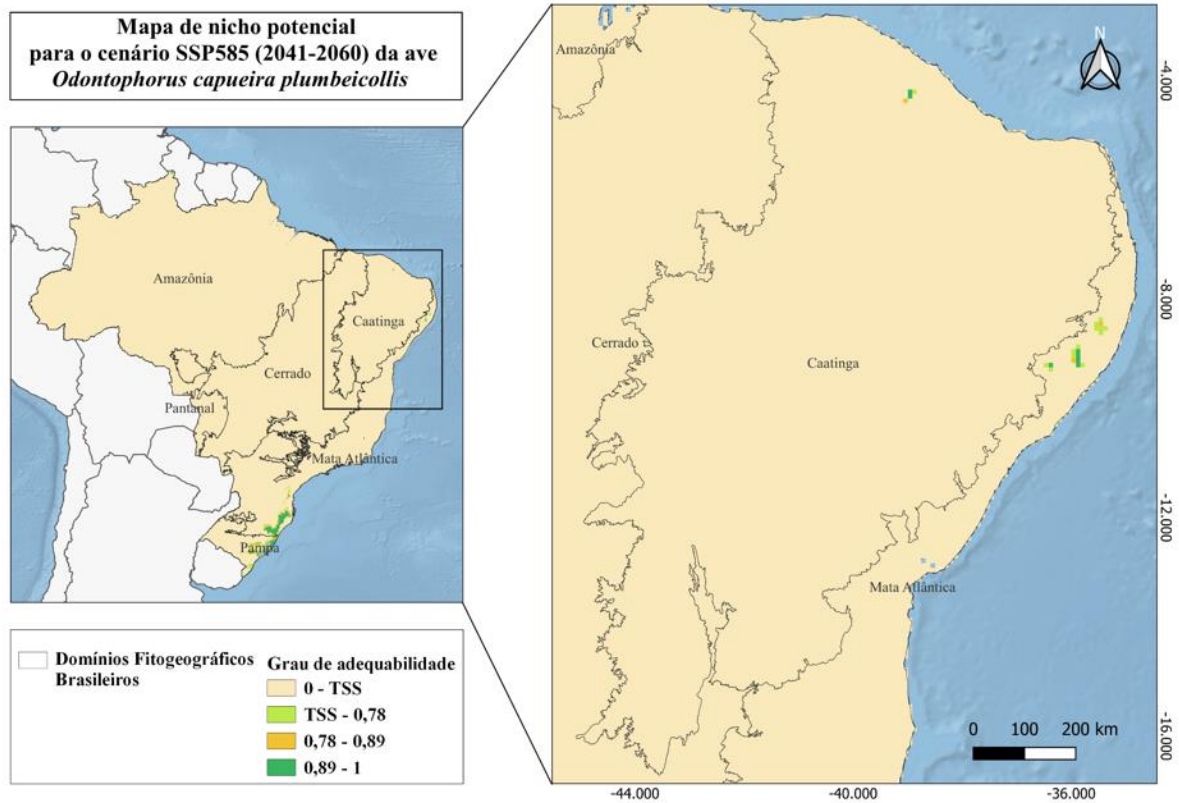 Mapa de nicho potencial
para o cenário SSP585 (2041-2060) da ave
Odontophorus capueira plumbeicollis
Amazônia
Caatinga
Cerrado
Pantanal
Mata Atlântica
Pampa
Domínios Fitogeográficos
Brasileiros
Grau de adequabilidade
0 - TSS
TSS - 0,78
0,78 - 0,89
0,89 - 1
Amazônia
N
Cerrado
Caatinga
Mata Atlântica
0 100 200 km
-4.000
-8.000
-12.000
-16.000
-44.000 -40.000 -36.000